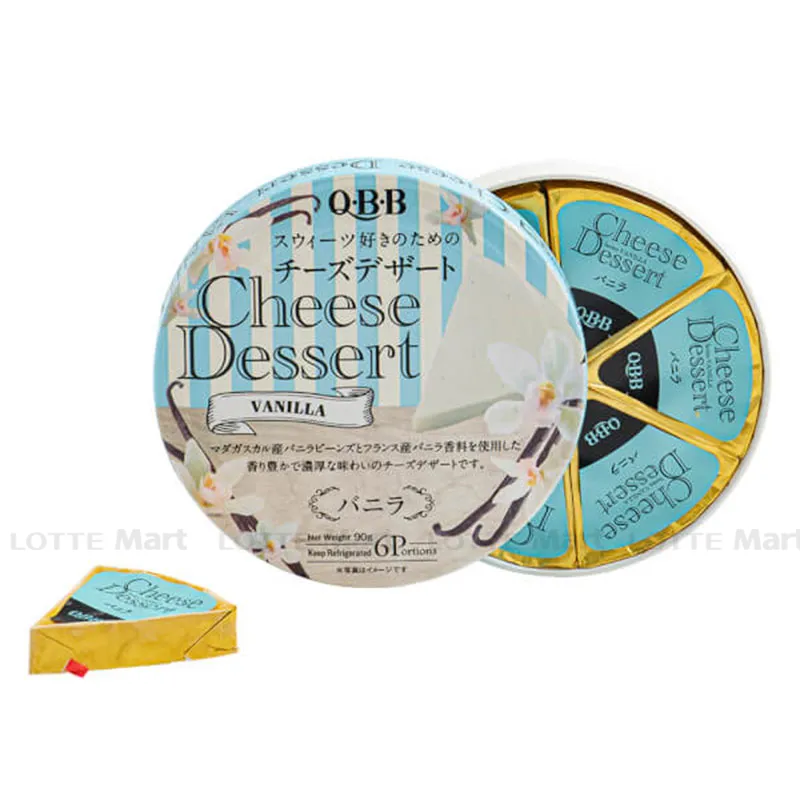 Q·B·B
スウィーツ好きのための
チーズデザート
Cheese
Dessert
VANILLA
マダガスカル産バニラビーンズとフランス産バニラ香料を使用した
香り豊かで濃厚な味わいのチーズデザートです。
バニラ
Net Weight 90g
Keep Refrigerated
6Portions
※写真はイメージです
Cheese
Dessert
バニラ
Q·B·B
Cheese
Dessert
バニラ
Q·B·B
Cheese
Dessert
バニラ
Q·B·B
Cheese
Dessert
バニラ
LOTTE Mart
LOTTE Mart